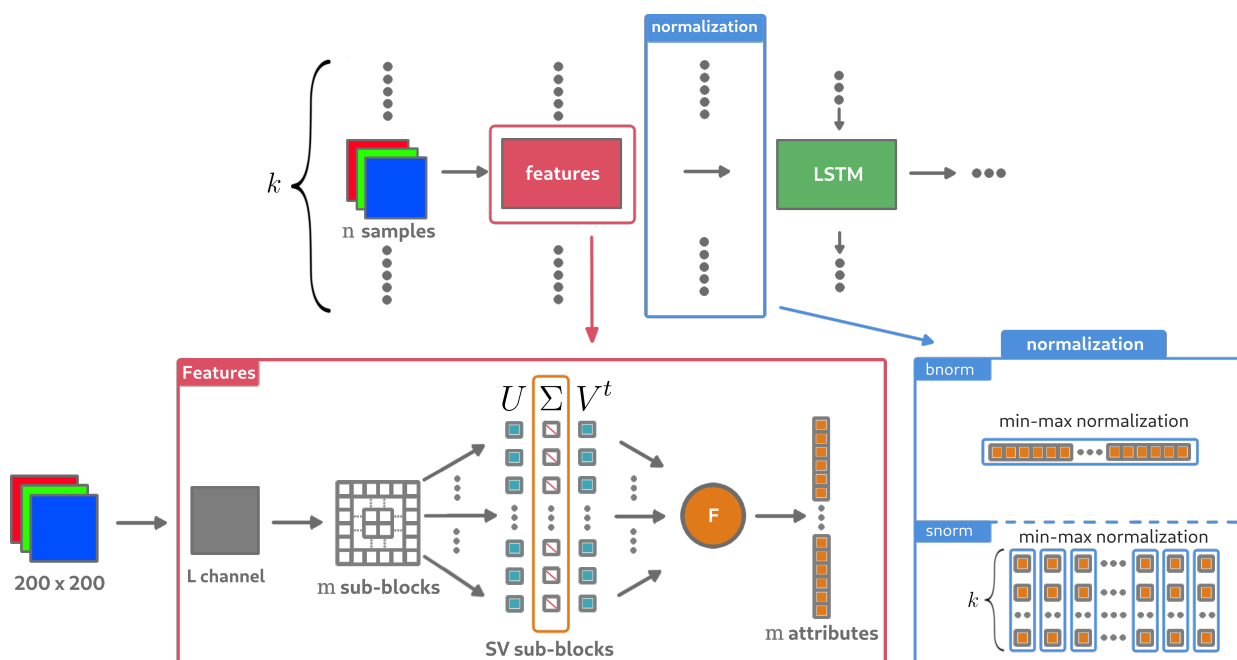 normalization
k
features
LSTM
n samples
normalization
Features
bnorm
U Σ V^t
min-max normalization
F
snorm
min-max normalization
200 x 200
L channel
m sub-blocks
k
SV sub-blocks
m attributes